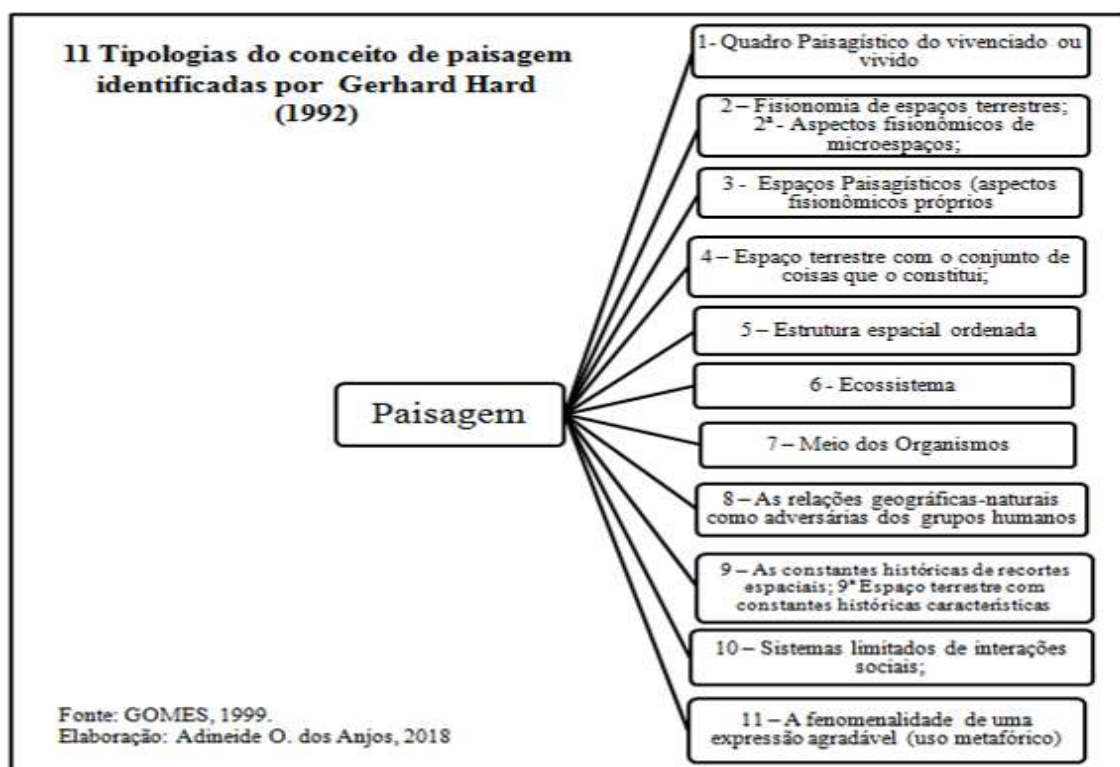 11 Tipologias do conceito de paisagem
identificadas por Gerhard Hard
(1992)
Paisagem
1- Quadro Paisagístico do vivenciado ou
vivido
2 – Fisionomia de espaços terrestres;
2ª - Aspectos fisionômicos de
microespaços;
3 - Espaços Paisagísticos (aspectos
fisionômicos próprios
4 – Espaço terrestre com o conjunto de
coisas que o constitui;
5 – Estrutura espacial ordenada
6 - Ecossistema
7 – Meio dos Organismos
8 – As relações geográficas-naturais
como adversárias dos grupos humanos
9 – As constantes históricas de recortes
espaciais; 9ª Espaço terrestre com
constantes históricas características
10 – Sistemas limitados de interações
sociais;
11 – A fenomenalidade de uma
expressão agradável (uso metafórico)
Fonte: GOMES, 1999.
Elaboração: Adineide O. dos Anjos, 2018